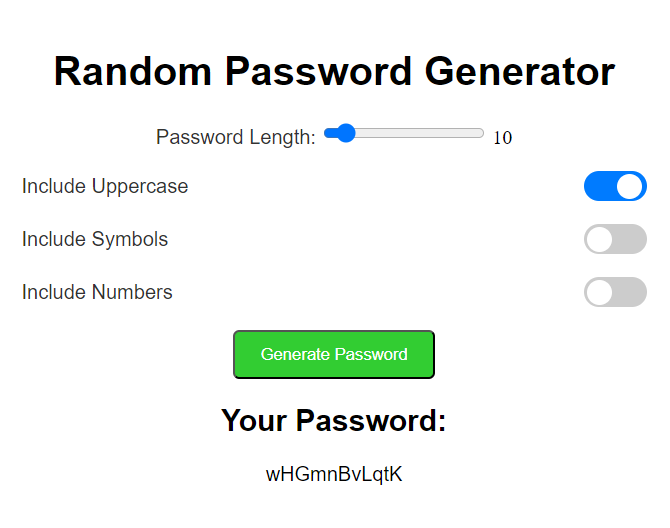 Random Password Generator
Password Length: 10
Include Uppercase
Include Symbols
Include Numbers
Generate Password
Your Password:
wHGmnBvLqtK